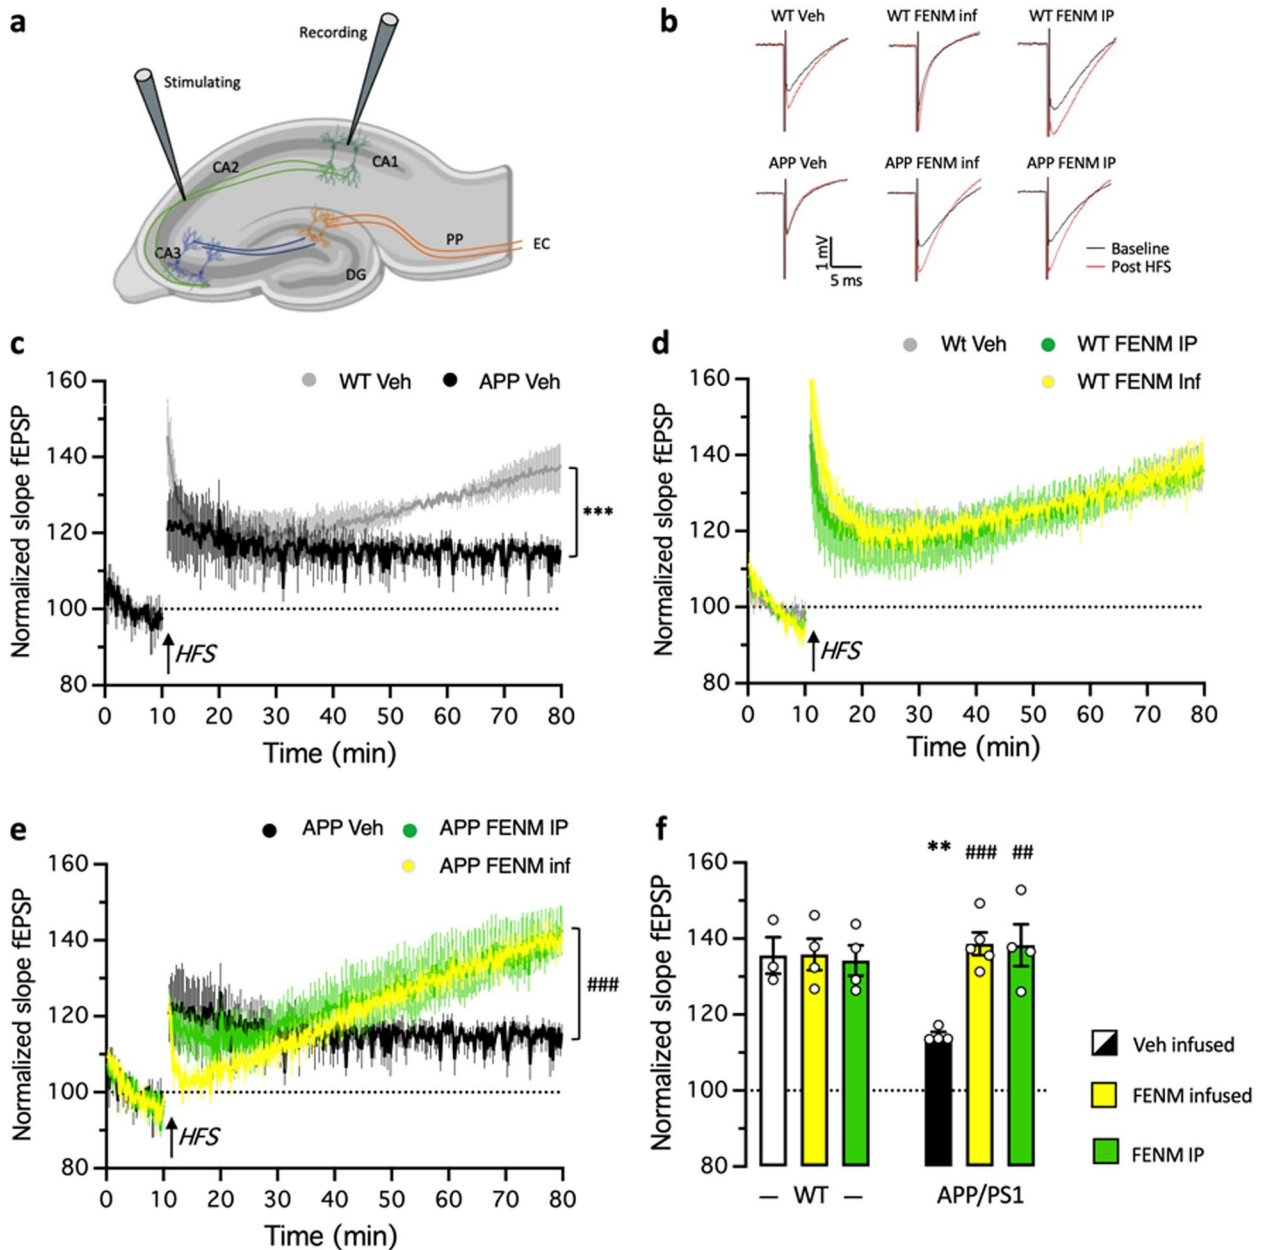 a
Recording
Stimulating
CA2
CA1
CA3
PP
EC
DG
b
WT Veh
WT FENM inf
WT FENM IP
APP Veh
APP FENM inf
APP FENM IP
1 mV
5 ms
Baseline
Post HFS
c
WT Veh
APP Veh
Normalized slope fEPSP
160
140
120
100
80
***
HFS
0 10 20 30 40 50 60 70 80
Time (min)
d
Wt Veh
WT FENM IP
WT FENM Inf
Normalized slope fEPSP
160
140
120
100
80
HFS
0 10 20 30 40 50 60 70 80
Time (min)
e
APP Veh
APP FENM IP
APP FENM inf
Normalized slope fEPSP
160
140
120
100
80
###
HFS
0 10 20 30 40 50 60 70 80
Time (min)
f
Normalized slope fEPSP
160
140
120
100
80
** ### ##
— WT —
APP/PS1
Veh infused
FENM infused
FENM IP